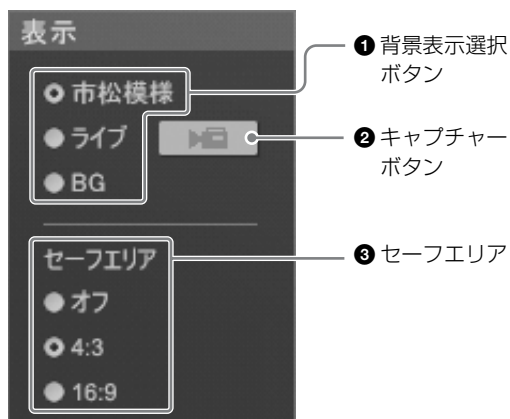 表示
市松模様
ライブ
BG
セーフエリア
オフ
4:3
16:9
❶ 背景表示選択
ボタン
❷ キャプチャー
ボタン
❸ セーフエリア